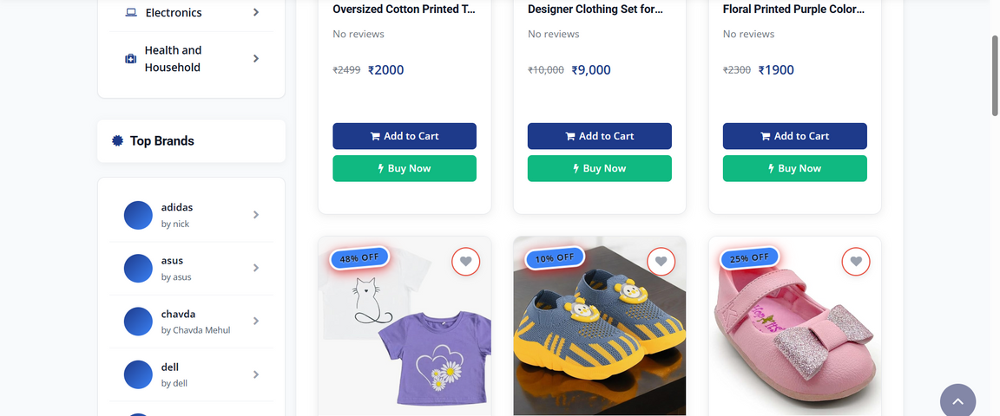 Electronics
Health and
Household
Top Brands
adidas
by nick
asus
by asus
chavda
by Chavda Mehul
dell
by dell
Oversized Cotton Printed T...
No reviews
₹2499 ₹2000
Add to Cart
Buy Now
Designer Clothing Set for...
No reviews
₹10,000 ₹9,000
Add to Cart
Buy Now
Floral Printed Purple Color...
No reviews
₹2300 ₹1900
Add to Cart
Buy Now
48% OFF
10% OFF
25% OFF